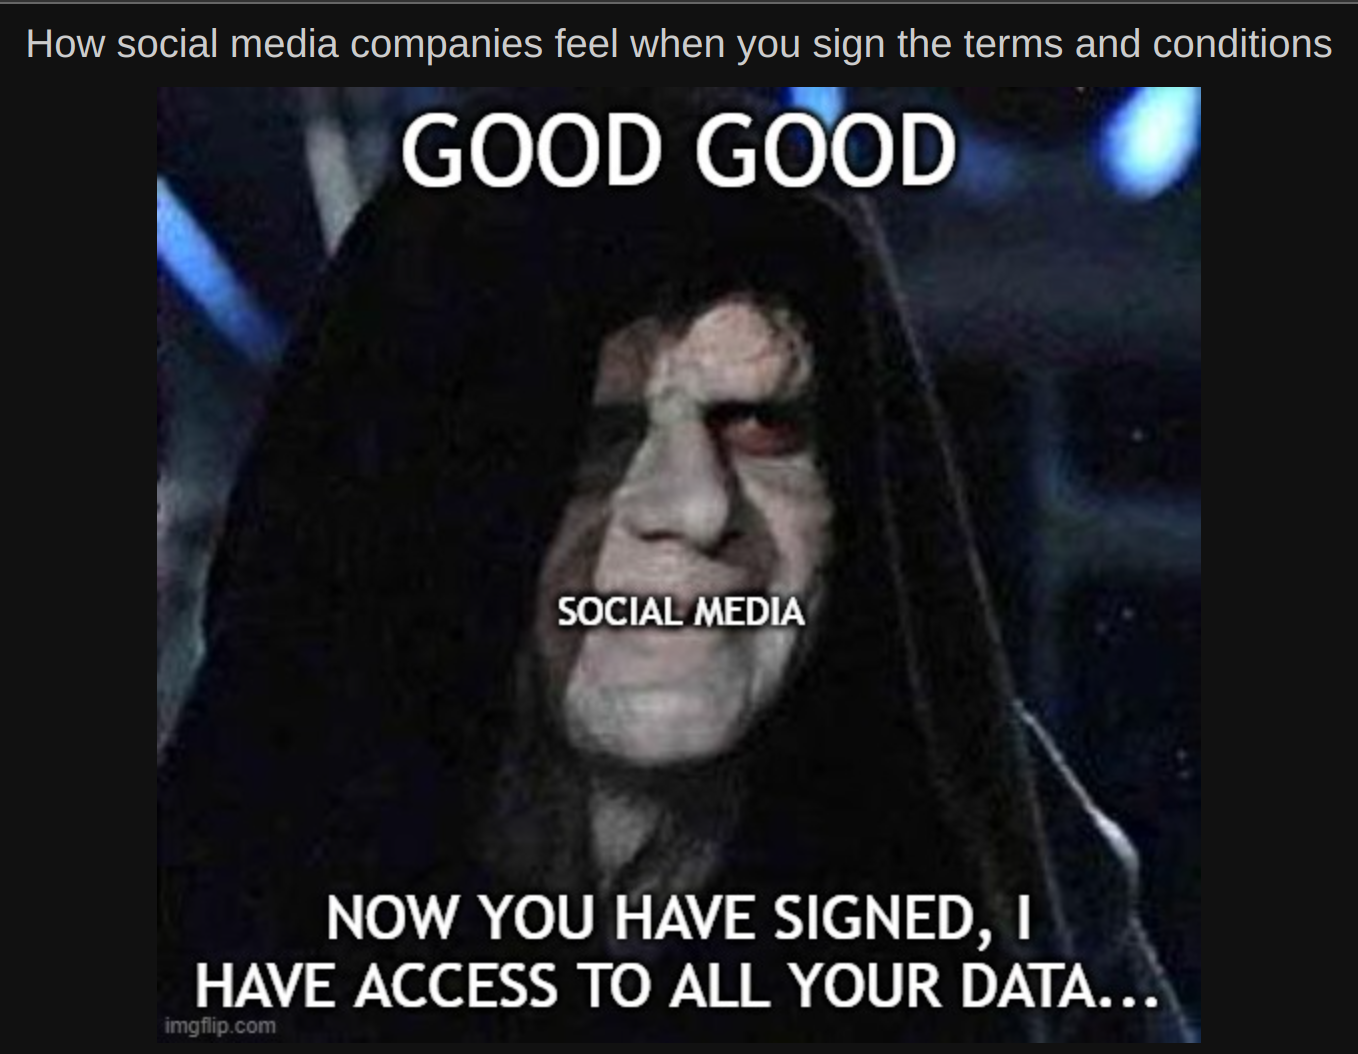 How social media companies feel when you sign the terms and conditions
GOOD GOOD
SOCIAL MEDIA
NOW YOU HAVE SIGNED, I
HAVE ACCESS TO ALL YOUR DATA...
imgflip.com